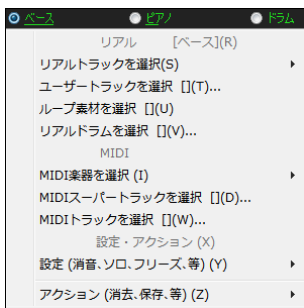 ベース ピアノ ドラム
リアル [ベース](R)
リアルトラックを選択(S)
ユーザートラックを選択 [](T)...
ループ素材を選択 [](U)
リアルドラムを選択 [](V)...
MIDI
MIDI楽器を選択 (I)
MIDIスーパートラックを選択 [](D)...
MIDIトラックを選択 [](W)...
設定・アクション (X)
設定 (消音、ソロ、フリーズ、等) (Y)
アクション (消去、保存、等) (Z)